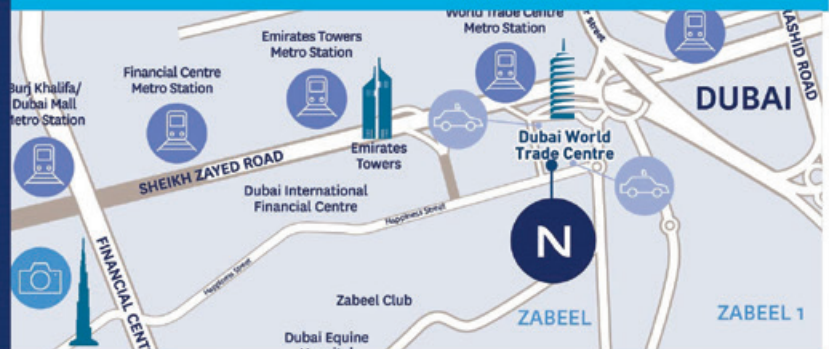 World Trade Centre
Metro Station
Emirates Towers
Metro Station
Financial Centre
Metro Station
Burj Khalifa/
Dubai Mall
Metro Station
RASHID ROAD
DUBAI
Dubai World
Trade Centre
Emirates
Towers
SHEIKH ZAYED ROAD
Dubai International
Financial Centre
Happiness Street
N
FINANCIAL CENT
Happiness Street
Zabeel Club
ZABEEL
ZABEEL 1
Dubai Equine